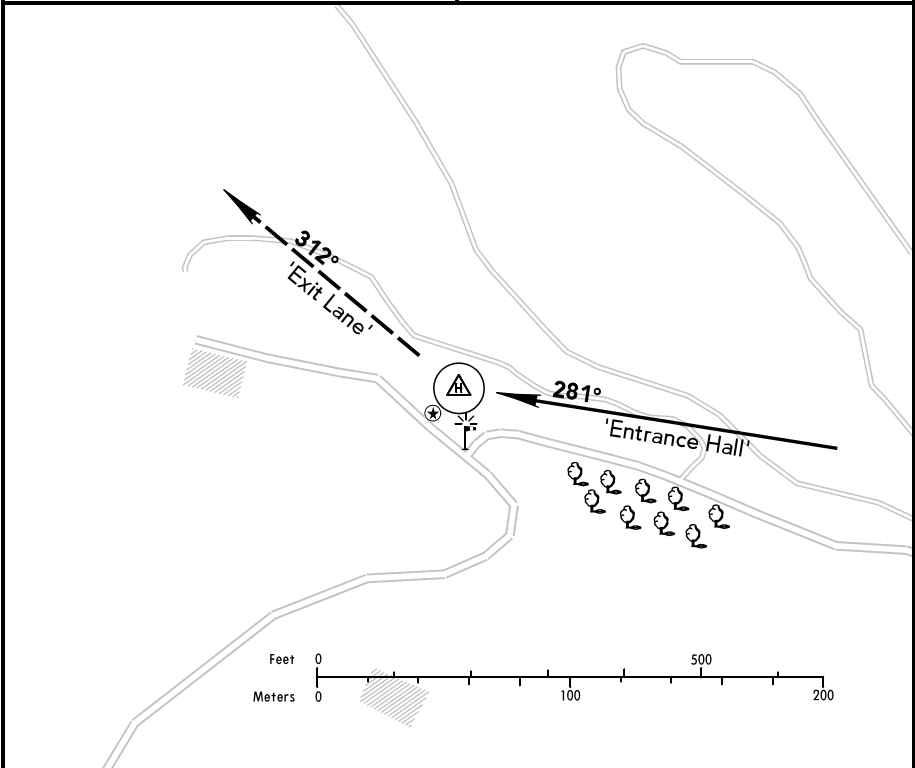 312°
'Exit Lane'
H
281°
'Entrance Hall'
Feet 0 500
Meters 0 100 200